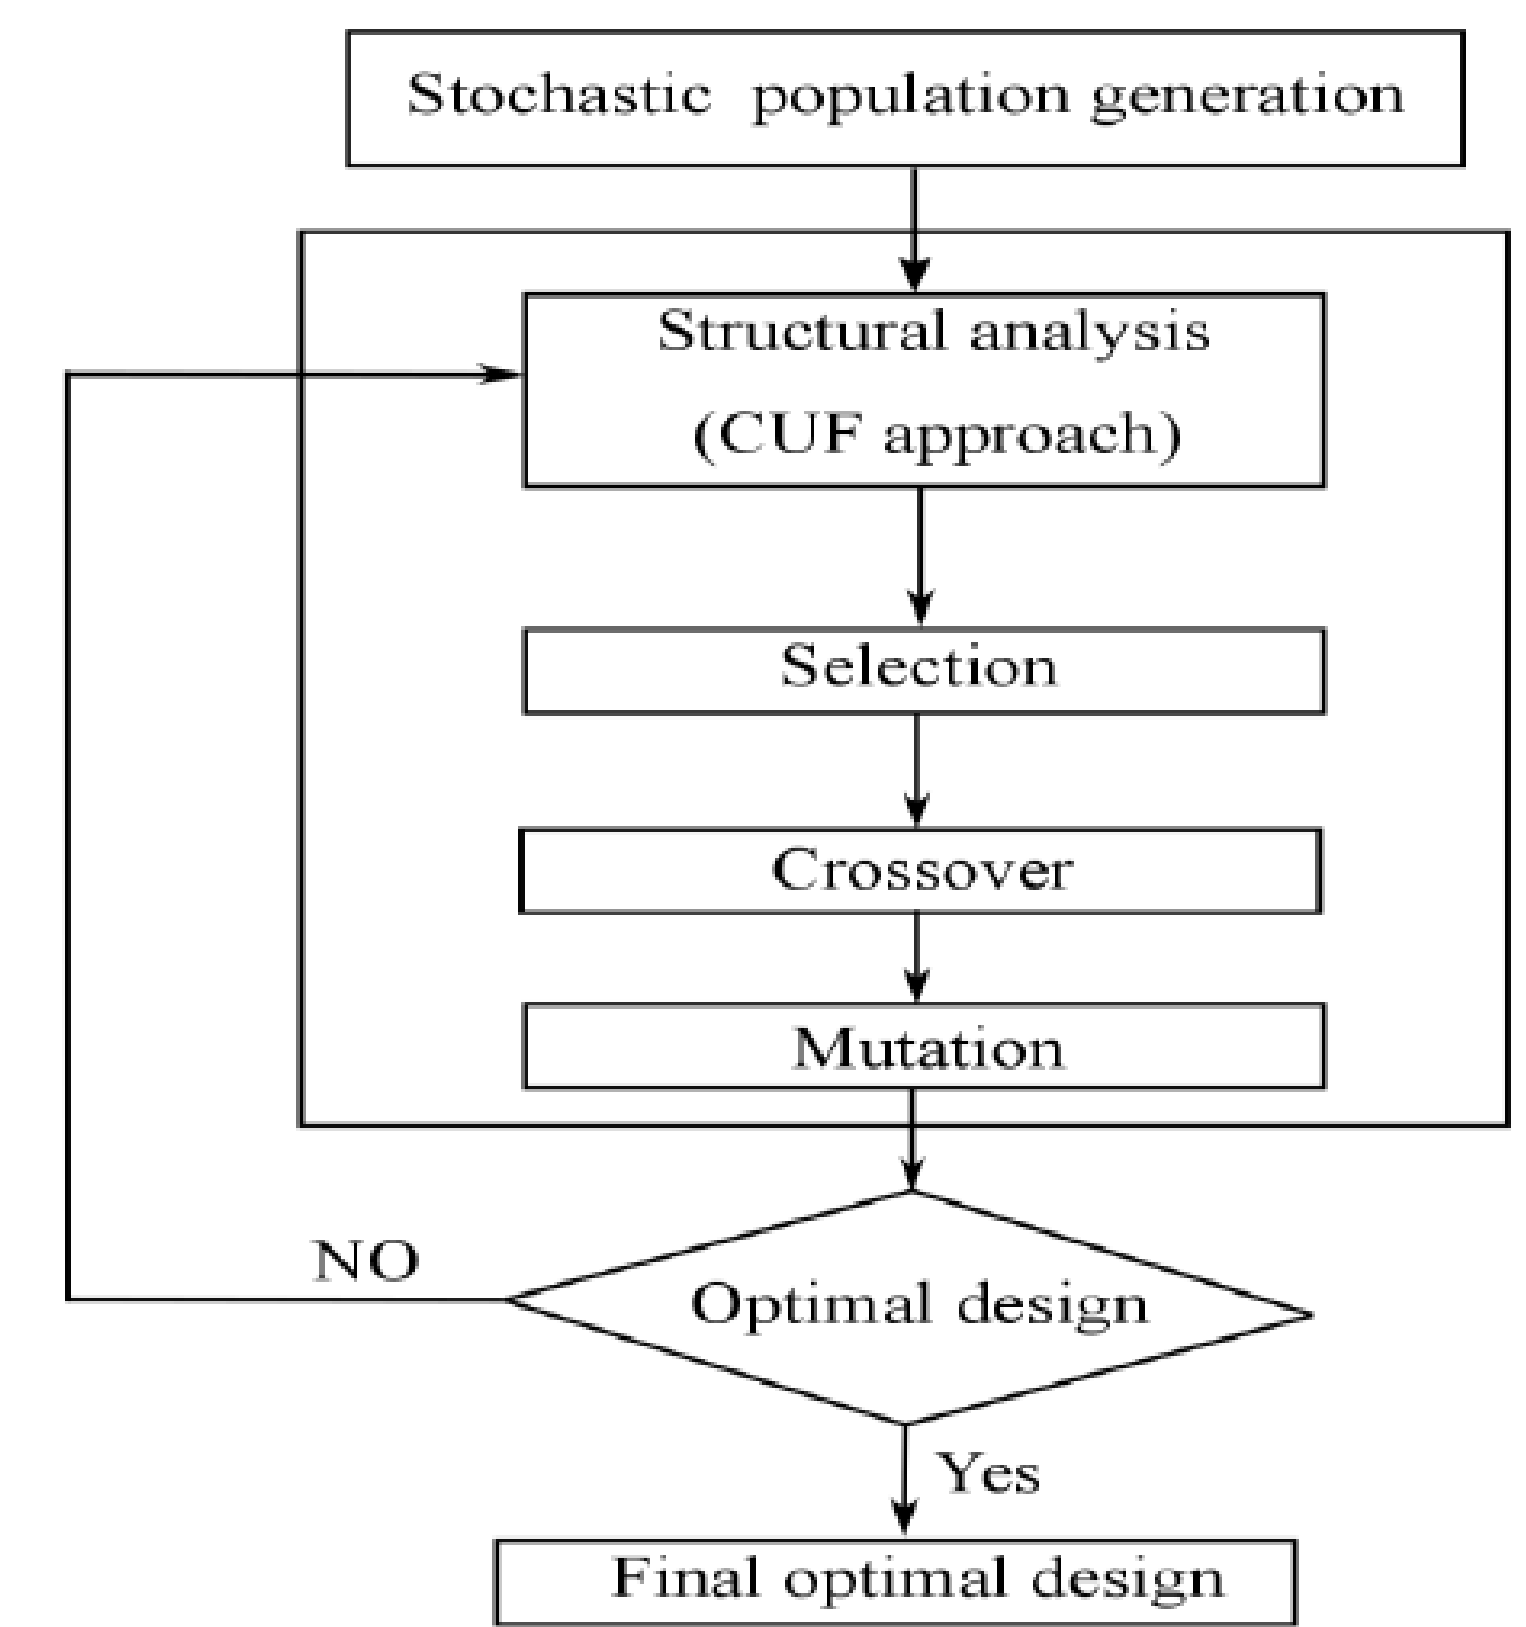 Stochastic population generation
Structural analysis
(CUF approach)
Selection
Crossover
Mutation
NO
Optimal design
Yes
Final optimal design